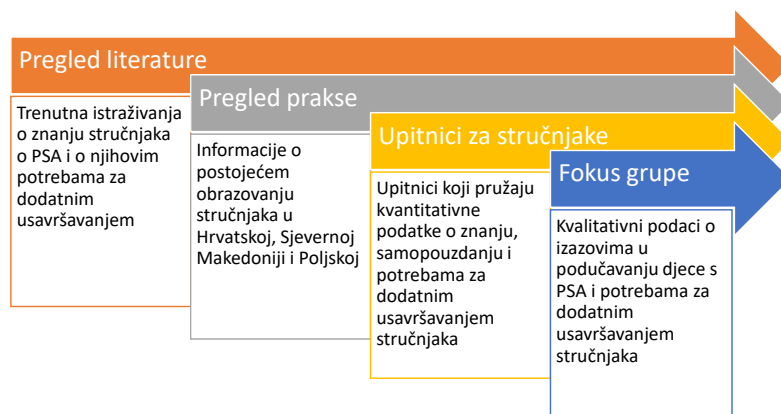 Pregled literature
Trenutna istraživanja
o znanju stručnjaka
o PSA i o njihovim
potrebama za
dodatnim
usavršavanjem
Pregled prakse
Informacije o
postojećem
obrazovanju
stručnjaka u
Hrvatskoj, Sjevernoj
Makedoniji i Poljskoj
Upitnici za stručnjake
Upitnici koji pružaju
kvantitativne
podatke o znanju,
samopouzdanju i
potrebama za
dodatnim
usavršavanjem
stručnjaka
Fokus grupe
Kvalitativni podaci o
izazovima u
podučavanju djece s
PSA i potrebama za
dodatnim
usavršavanjem
stručnjaka